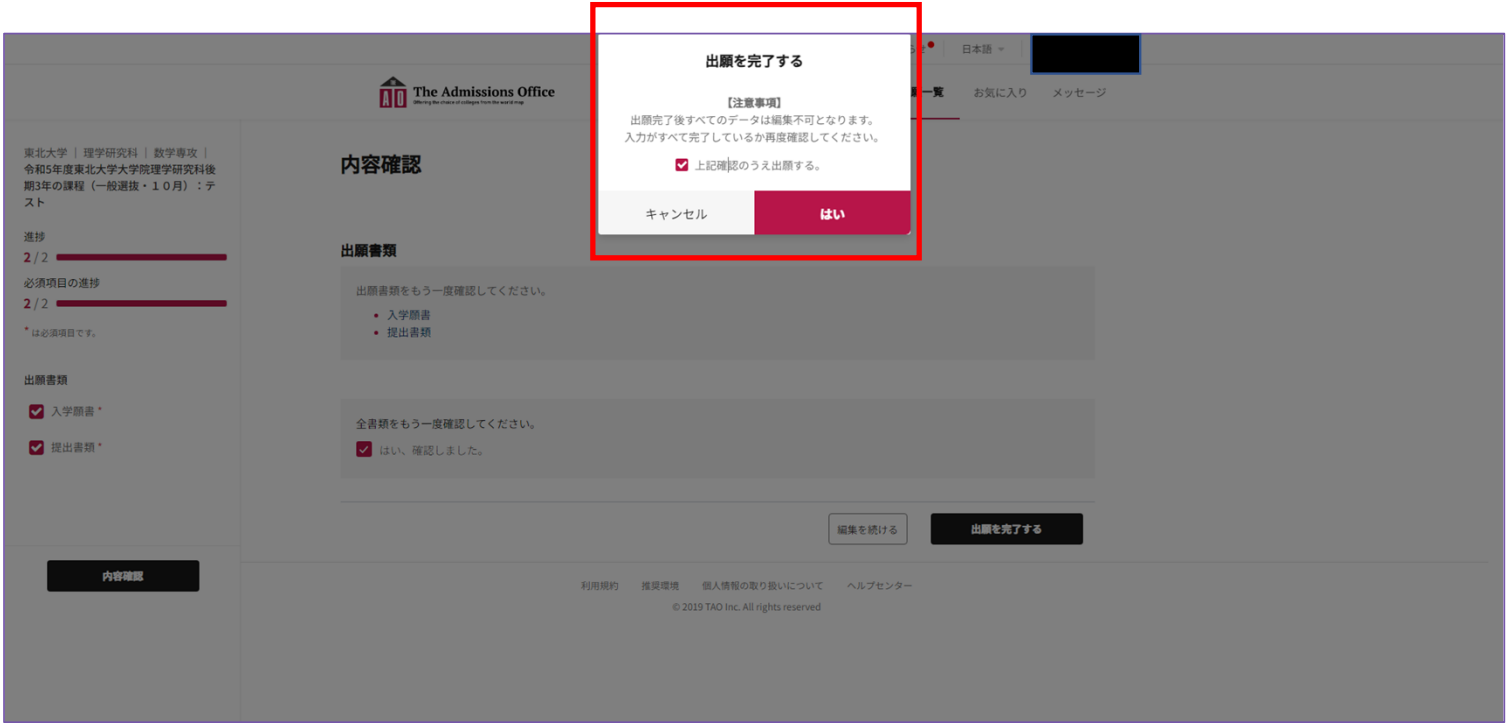 日本語
The Admissions Office
Offering the choice of colleges from the world map
一覧
お気に入り
メッセージ
出願を完了する
【注意事項】
出願完了後すべてのデータは編集不可となります。
入力がすべて完了しているか再度確認してください。
上記確認のうえ出願する。
キャンセル
はい
東北大学 | 理学研究科 | 数学専攻 |
令和5年度東北大学大学院理学研究科後
期3年の課程（一般選抜・１０月）：テ
スト
進捗
2 / 2
必須項目の進捗
2 / 2
* は必須項目です。
出願書類
入学願書 *
提出書類 *
内容確認
内容確認
出願書類
出願書類をもう一度確認してください。
入学願書
提出書類
全書類をもう一度確認してください。
はい、確認しました。
編集を続ける
出願を完了する
利用規約
推奨環境
個人情報の取り扱いについて
ヘルプセンター
© 2019 TAO Inc. All rights reserved